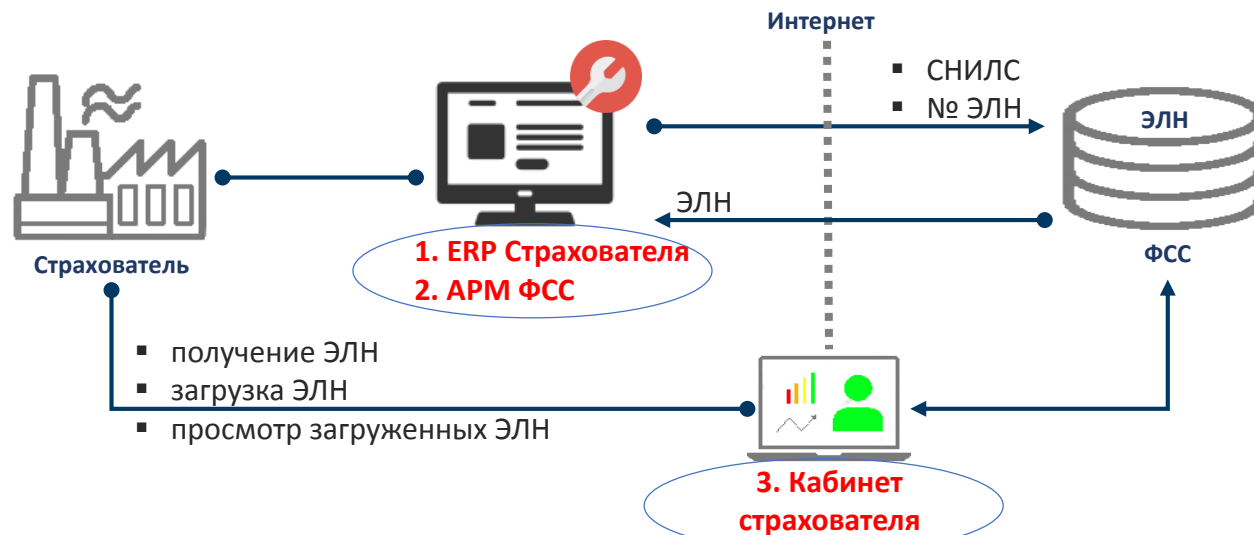 Интернет
▪ СНИЛС
▪ № ЭЛН
ЭЛН
ЭЛН
1. ERP Страхователя
2. АРМ ФСС
Страхователь
ФСС
▪ получение ЭЛН
▪ загрузка ЭЛН
▪ просмотр загруженных ЭЛН
3. Кабинет
страхователя